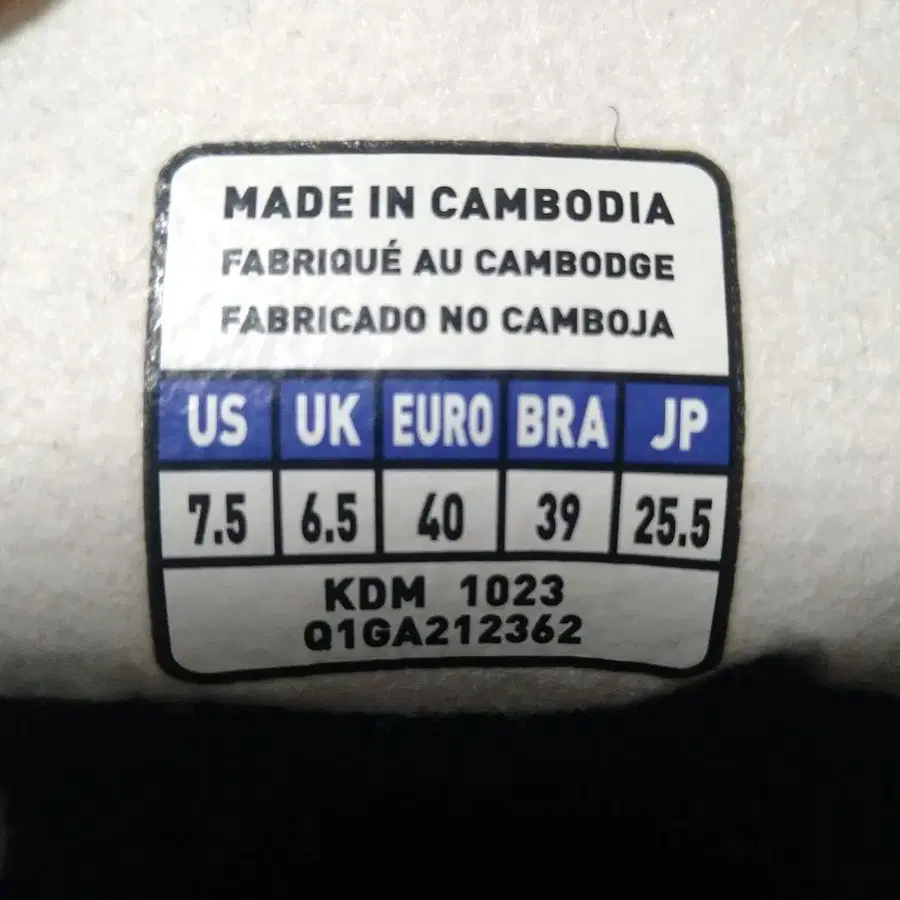 MADE IN CAMBODIA
FABRIQUÉ AU CAMBODGE
FABRICADO NO CAMBOJA
US UK EURO BRA JP
7.5 6.5 40 39 25.5
KDM 1023
Q1GA212362